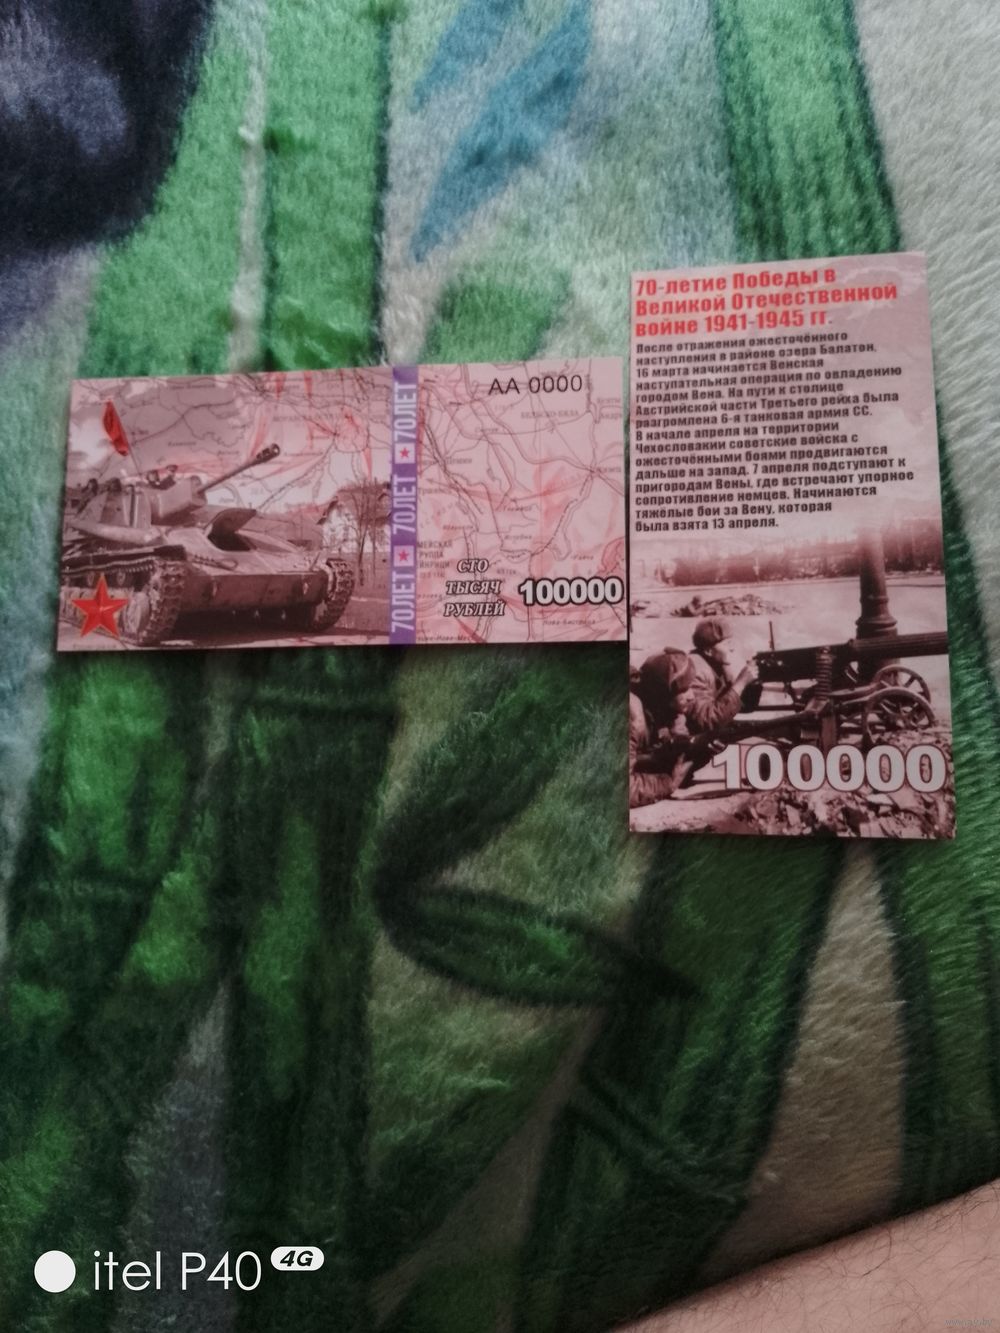 АА 0000
70ЛЕТ ★ 70ЛЕТ ★ 70ЛЕТ
СТО
ТЫСЯЧ
РУБЛЕЙ
100000
70-летие Победы в
Великой Отечественной
войне 1941-1945 гг.
После отражения ожесточённого
наступления в районе озера Балатон,
16 марта начинается Венская
наступательная операция по овладению
городом Вена. На пути к столице
Австрийской части Третьего рейха была
разгромлена 6-я танковая армия СС.
В начале апреля на территории
Чехословакии советские войска с
ожесточёнными боями продвигаются
дальше на запад. 7 апреля подступают к
пригородам Вены, где встречают упорное
сопротивление немцев. Начинаются
тяжёлые бои за Вену, которая
была взята 13 апреля.
100000
itel P40 4G